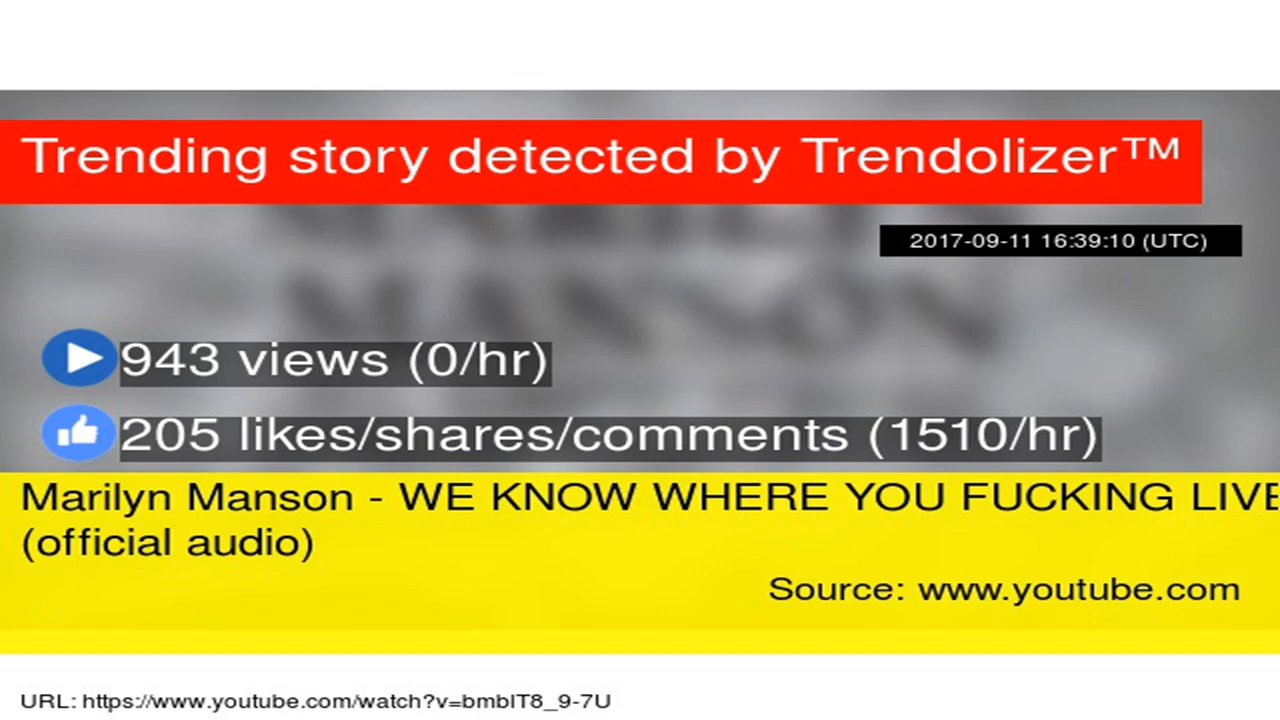 Trending story detected by Trendolizer™
2017-09-11 16:39:10 (UTC)
943 views (0/hr)
205 likes/shares/comments (1510/hr)
Marilyn Manson - WE KNOW WHERE YOU FUCKING LIVE
(official audio)
Source: www.youtube.com
URL: https://www.youtube.com/watch?v=bmbIT8_9-7U
MANSON